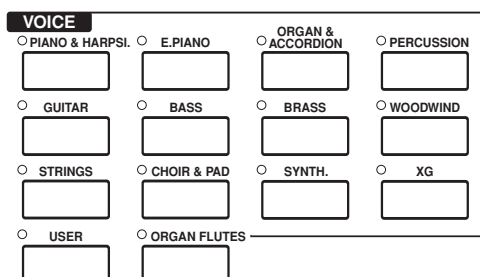 VOICE
PIANO & HARPSI.
E.PIANO
ORGAN &
ACCORDION
PERCUSSION
GUITAR
BASS
BRASS
WOODWIND
STRINGS
CHOIR & PAD
SYNTH.
XG
USER
ORGAN FLUTES